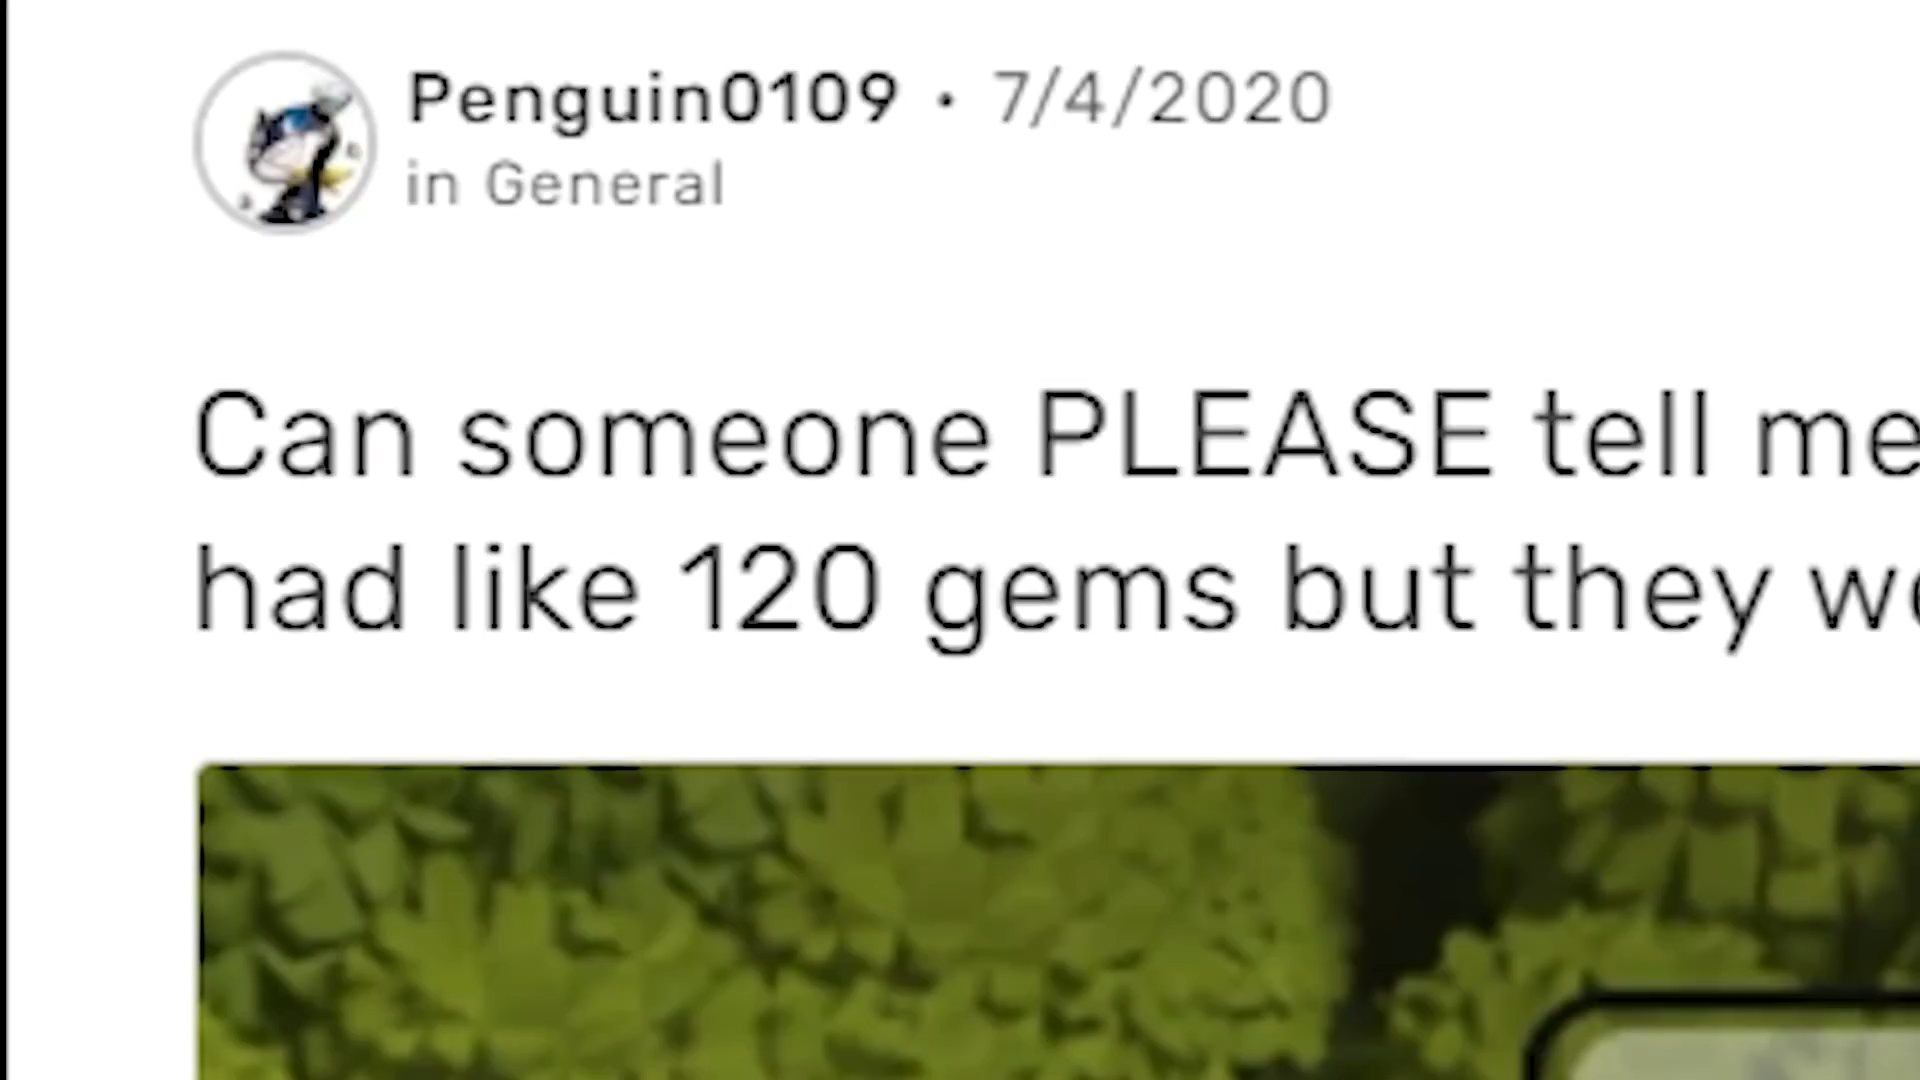 Penguin0109 • 7/4/2020
in General
Can someone PLEASE tell me
had like 120 gems but they